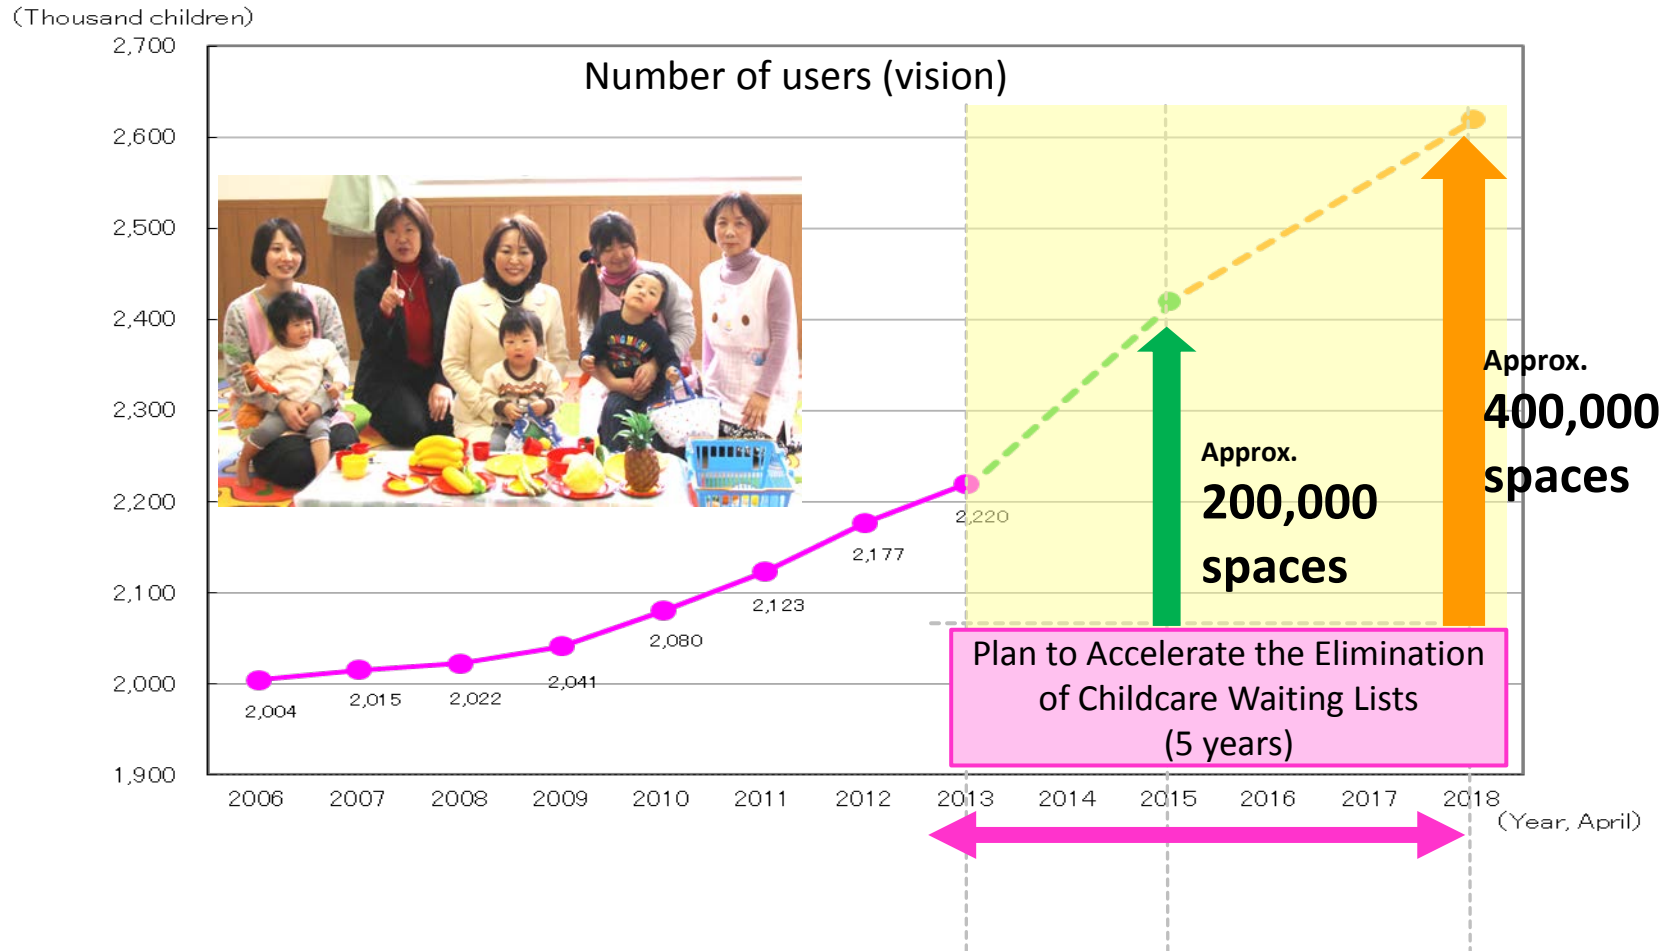 (Thousand children)
Number of users (vision)
2,700
2,600
2,500
2,400
2,300
2,200
2,100
2,000
1,900
2,004
2,015
2,022
2,041
2,080
2,123
2,177
2,220
Approx.
200,000
spaces
Approx.
400,000
spaces
Plan to Accelerate the Elimination
of Childcare Waiting Lists
(5 years)
2006 2007 2008 2009 2010 2011 2012 2013 2014 2015 2016 2017 2018
(Year, April)